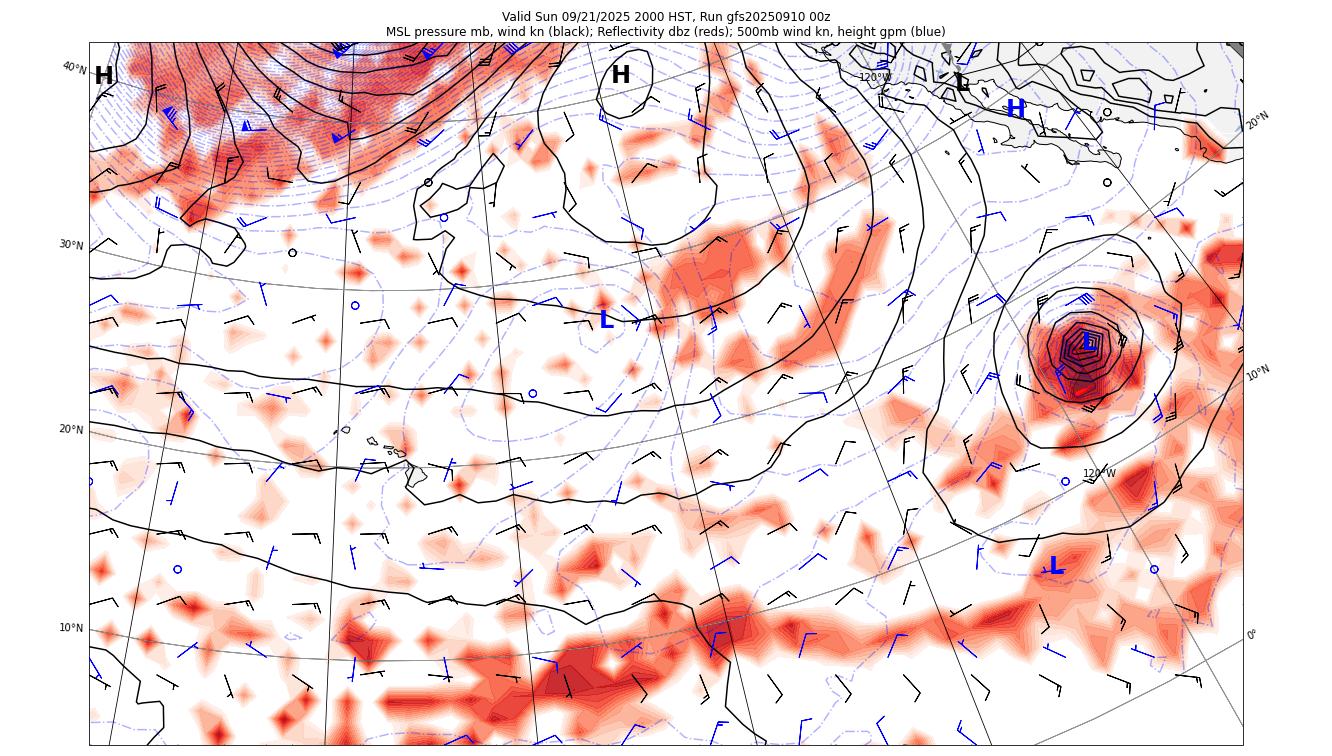 Valid Sun 09/21/2025 2000 HST, Run gfs20250910 00z
MSL pressure mb, wind kn (black); Reflectivity dbz (reds); 500mb wind kn, height gpm (blue)
40°N
H
H
120°W
L
H
20°N
30°N
L
L
10°N
20°N
120°W
L
10°N
0°